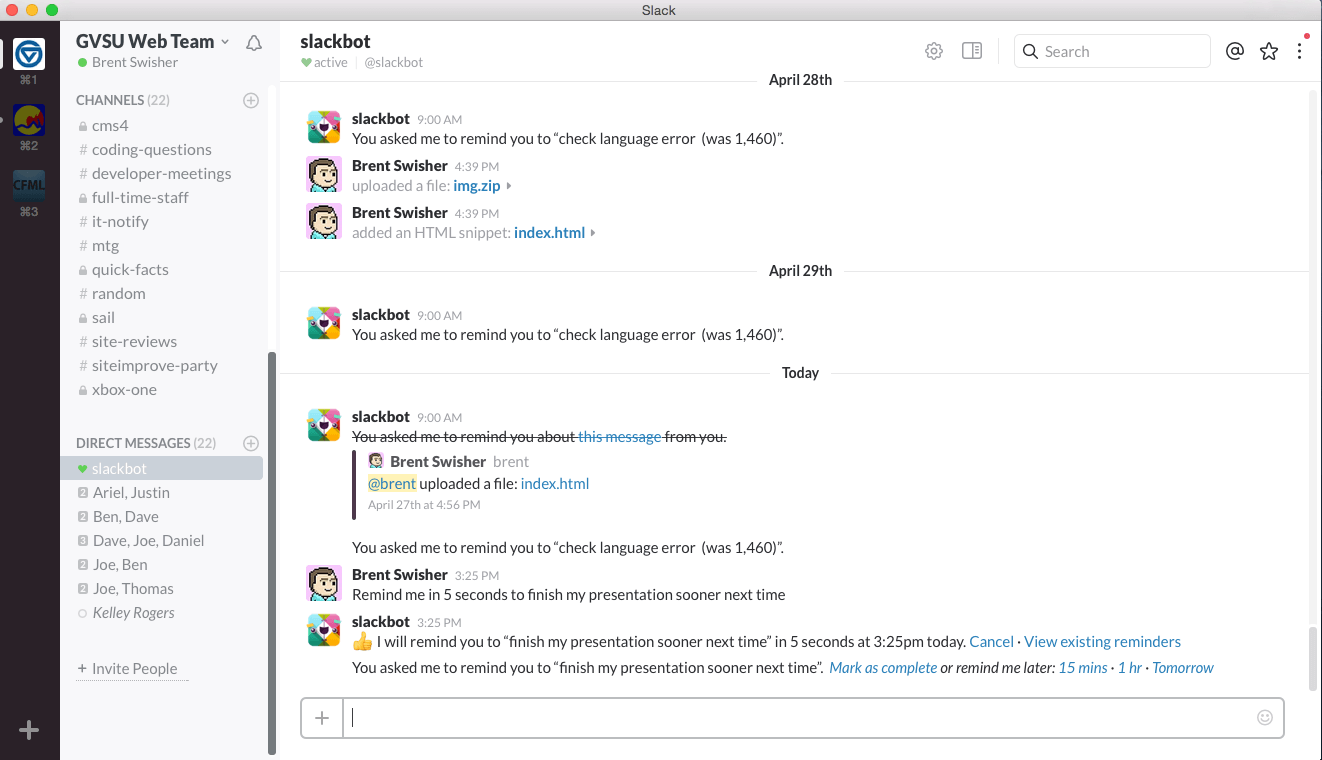 Slack
⌘1
⌘2
CFML
⌘3
GVSU Web Team
Brent Swisher
CHANNELS (22)
cms4
# coding-questions
# developer-meetings
full-time-staff
# it-notify
# mtg
quick-facts
# random
sail
# site-reviews
# siteimprove-party
xbox-one
DIRECT MESSAGES (22)
slackbot
2 Ariel, Justin
2 Ben, Dave
3 Dave, Joe, Daniel
2 Joe, Ben
2 Joe, Thomas
Kelley Rogers
+ Invite People
slackbot
active | @slackbot
Search
April 28th
slackbot 9:00 AM
You asked me to remind you to “check language error (was 1,460)”.
Brent Swisher 4:39 PM
uploaded a file: img.zip
Brent Swisher 4:39 PM
added an HTML snippet: index.html
April 29th
slackbot 9:00 AM
You asked me to remind you to “check language error (was 1,460)”.
Today
slackbot 9:00 AM
You asked me to remind you about this message from you.
Brent Swisher brent
@brent uploaded a file: index.html
April 27th at 4:56 PM
You asked me to remind you to “check language error (was 1,460)”.
Brent Swisher 3:25 PM
Remind me in 5 seconds to finish my presentation sooner next time
slackbot 3:25 PM
👍 I will remind you to “finish my presentation sooner next time” in 5 seconds at 3:25pm today. Cancel · View existing reminders
You asked me to remind you to “finish my presentation sooner next time”. Mark as complete or remind me later: 15 mins · 1 hr · Tomorrow